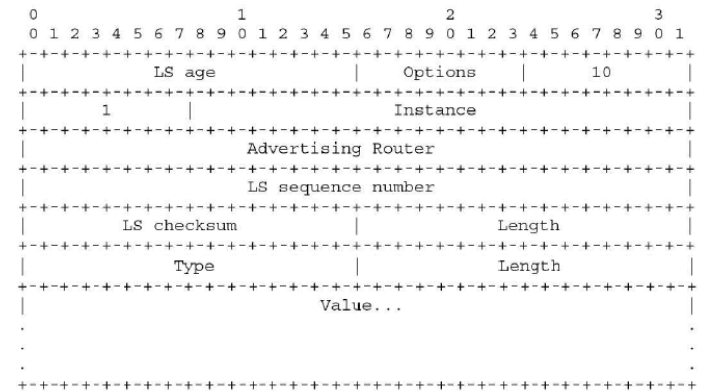 0                   1                   2                   3
0 1 2 3 4 5 6 7 8 9 0 1 2 3 4 5 6 7 8 9 0 1 2 3 4 5 6 7 8 9 0 1
+-+-+-+-+-+-+-+-+-+-+-+-+-+-+-+-+-+-+-+-+-+-+-+-+-+-+-+-+-+-+-+-+
|            LS age             |    Options    |      10       |
+-+-+-+-+-+-+-+-+-+-+-+-+-+-+-+-+-+-+-+-+-+-+-+-+-+-+-+-+-+-+-+-+
|       1       |                   Instance                    |
+-+-+-+-+-+-+-+-+-+-+-+-+-+-+-+-+-+-+-+-+-+-+-+-+-+-+-+-+-+-+-+-+
|                     Advertising Router                        |
+-+-+-+-+-+-+-+-+-+-+-+-+-+-+-+-+-+-+-+-+-+-+-+-+-+-+-+-+-+-+-+-+
|                     LS sequence number                        |
+-+-+-+-+-+-+-+-+-+-+-+-+-+-+-+-+-+-+-+-+-+-+-+-+-+-+-+-+-+-+-+-+
|         LS checksum           |             Length            |
+-+-+-+-+-+-+-+-+-+-+-+-+-+-+-+-+-+-+-+-+-+-+-+-+-+-+-+-+-+-+-+-+
|              Type             |             Length            |
+-+-+-+-+-+-+-+-+-+-+-+-+-+-+-+-+-+-+-+-+-+-+-+-+-+-+-+-+-+-+-+-+
|                            Value...                           |
.                                                               .
.                                                               .
.                                                               .
+-+-+-+-+-+-+-+-+-+-+-+-+-+-+-+-+-+-+-+-+-+-+-+-+-+-+-+-+-+-+-+-+